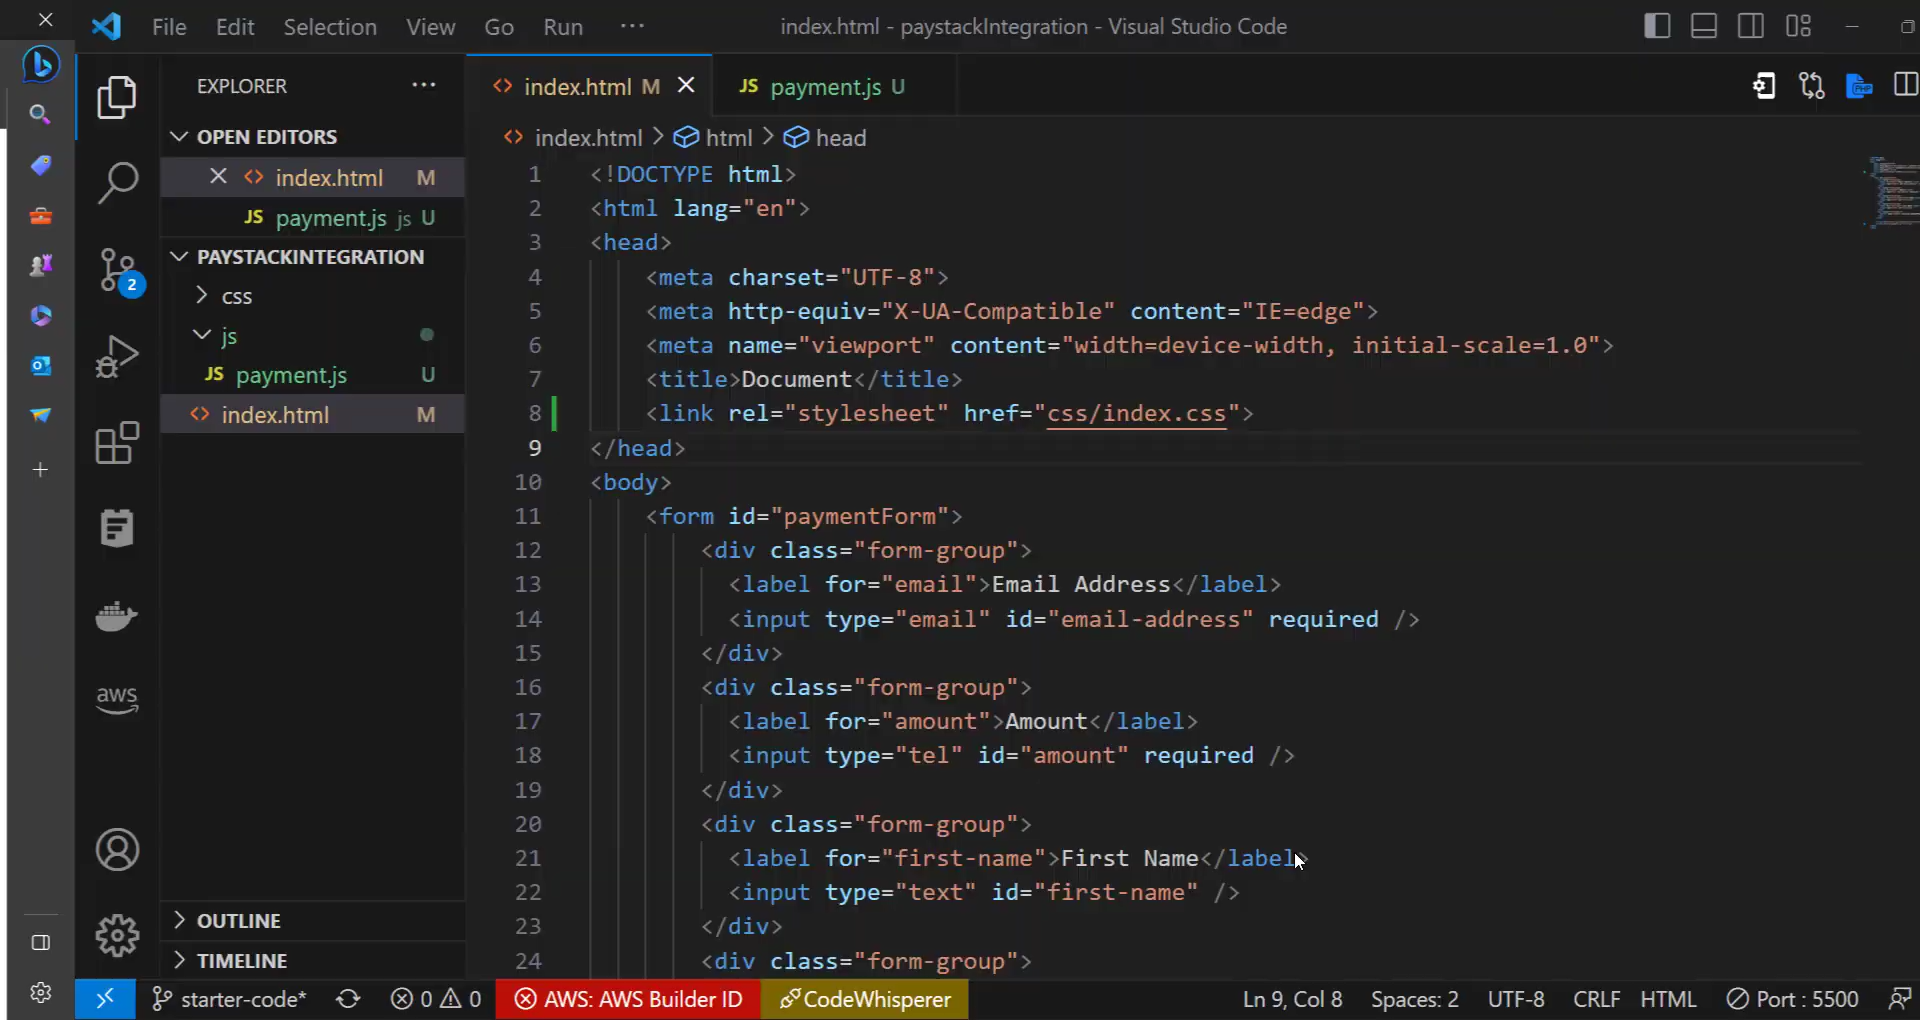 File Edit Selection View Go Run ··· index.html - paystackIntegration - Visual Studio Code
EXPLORER ···
OPEN EDITORS
index.html M
JS payment.js js U
PAYSTACKINTEGRATION
css
js
JS payment.js U
index.html M
OUTLINE
TIMELINE
2
aws
index.html M
JS payment.js U
PHP
index.html > html > head
1 <!DOCTYPE html>
2 <html lang="en">
3 <head>
4 <meta charset="UTF-8">
5 <meta http-equiv="X-UA-Compatible" content="IE=edge">
6 <meta name="viewport" content="width=device-width, initial-scale=1.0">
7 <title>Document</title>
8 <link rel="stylesheet" href="css/index.css">
9 </head>
10 <body>
11 <form id="paymentForm">
12 <div class="form-group">
13 <label for="email">Email Address</label>
14 <input type="email" id="email-address" required />
15 </div>
16 <div class="form-group">
17 <label for="amount">Amount</label>
18 <input type="tel" id="amount" required />
19 </div>
20 <div class="form-group">
21 <label for="first-name">First Name</label>
22 <input type="text" id="first-name" />
23 </div>
24 <div class="form-group">
starter-code* 0 0 AWS: AWS Builder ID CodeWhisperer Ln 9, Col 8 Spaces: 2 UTF-8 CRLF HTML Port : 5500